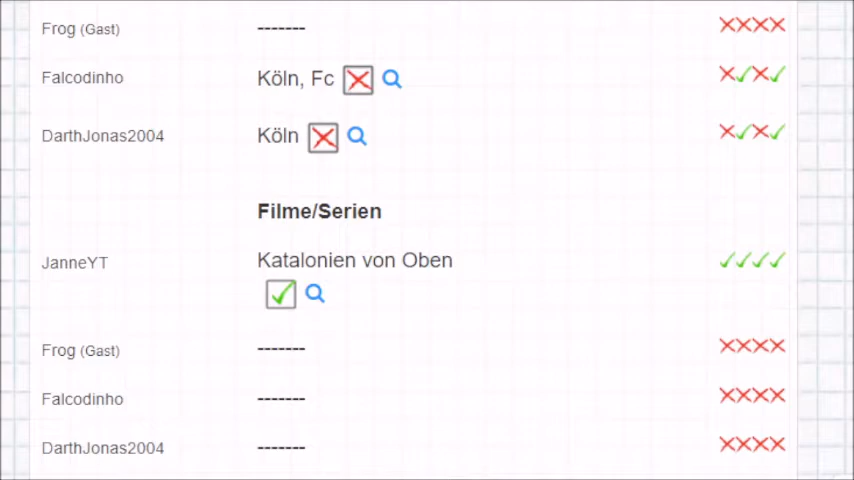 Frog (Gast) -------
Falcodinho Köln, Fc
DarthJonas2004 Köln
Filme/Serien
JanneYT Katalonien von Oben
Frog (Gast) -------
Falcodinho -------
DarthJonas2004 -------